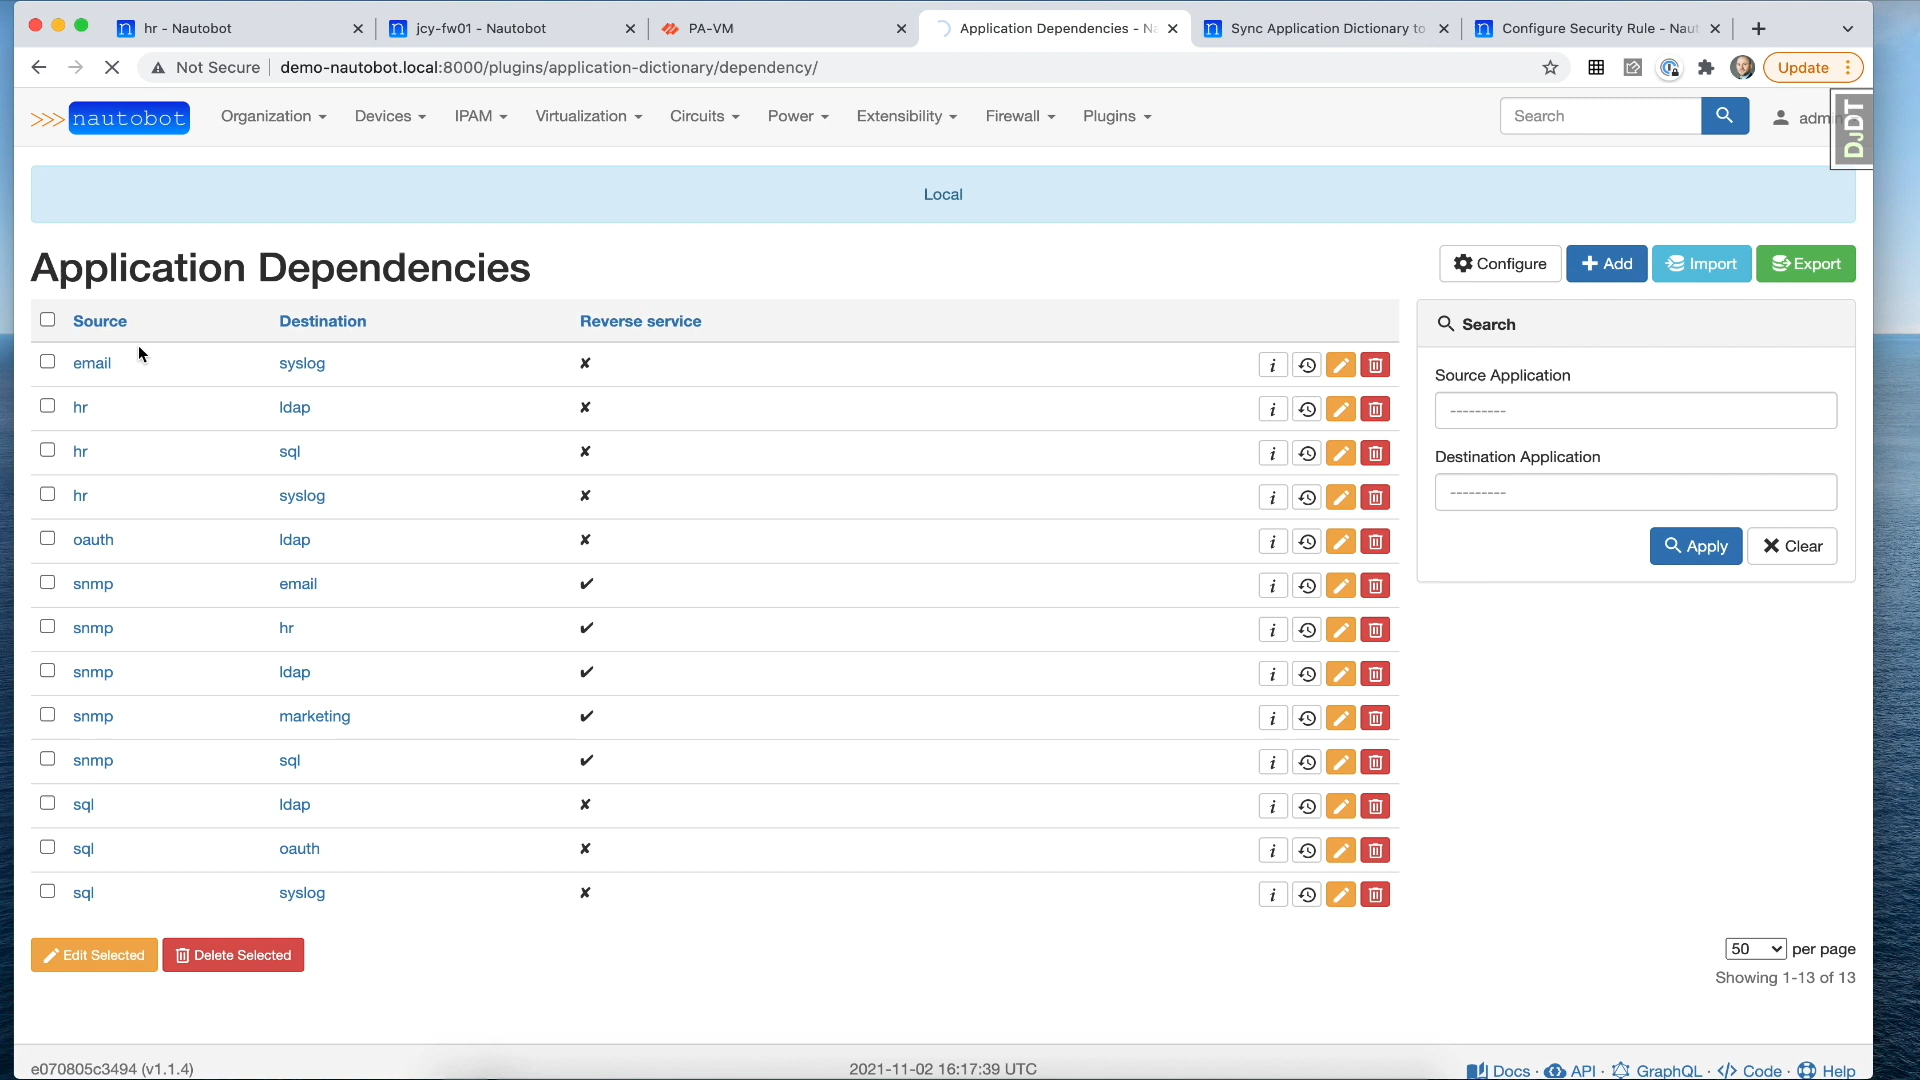 hr - Nautobot
jcy-fw01 - Nautobot
PA-VM
Application Dependencies - Na
Sync Application Dictionary to
Configure Security Rule - Naut
Not Secure
demo-nautobot.local:8000/plugins/application-dictionary/dependency/
Update
>>> nautobot
Organization
Devices
IPAM
Virtualization
Circuits
Power
Extensibility
Firewall
Plugins
Search
admin
DjDT
Local
Application Dependencies
Configure
Add
Import
Export
Source Destination Reverse service
email syslog ✘
hr ldap ✘
hr sql ✘
hr syslog ✘
oauth ldap ✘
snmp email ✔
snmp hr ✔
snmp ldap ✔
snmp marketing ✔
snmp sql ✔
sql ldap ✘
sql oauth ✘
sql syslog ✘
Search
Source Application
---------
Destination Application
---------
Apply
Clear
Edit Selected
Delete Selected
50 per page
Showing 1-13 of 13
e070805c3494 (v1.1.4)
2021-11-02 16:17:39 UTC
Docs · API · GraphQL · Code · Help